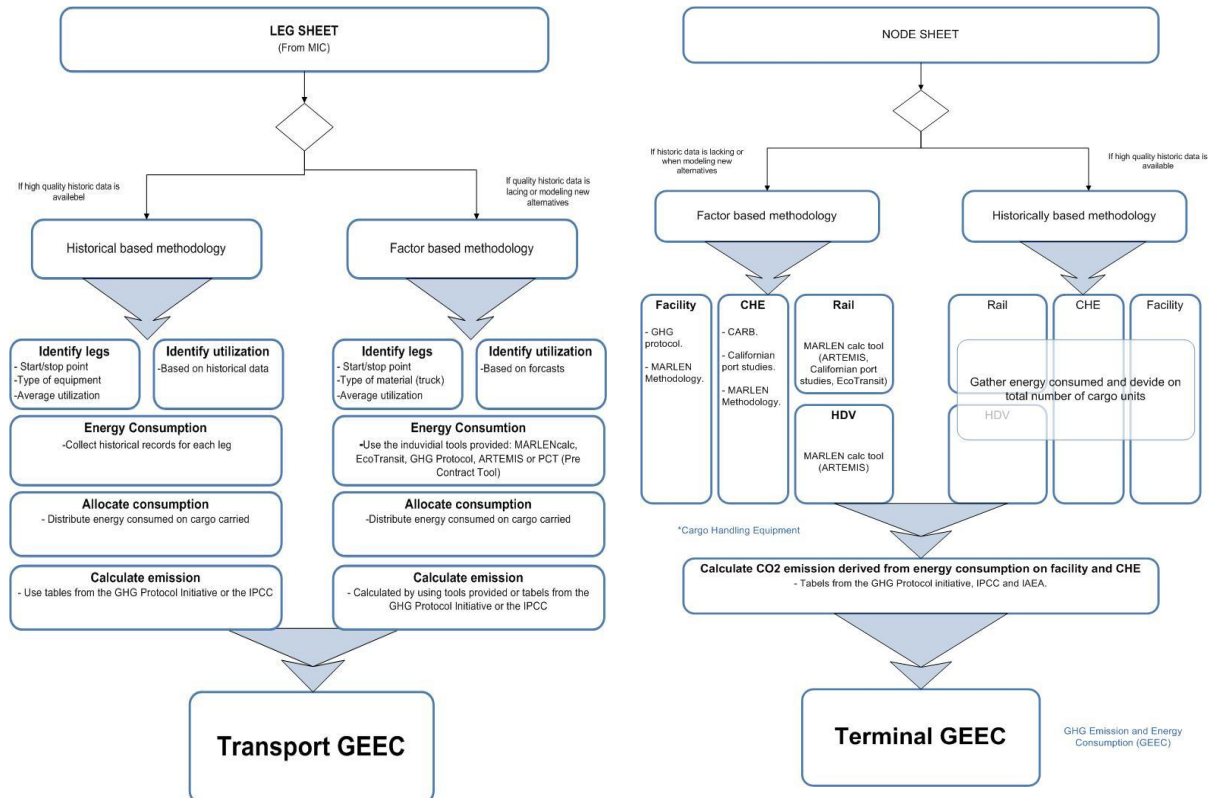 LEG SHEET
(From MIC)
If high quality historic data is
availebel
If quality historic data is
lacing or modeling new
alternatives
Historical based methodology
Factor based methodology
Identify legs
- Start/stop point
-Type of equipment
-Average utilization
Identify utilization
-Based on historical data
Identify legs
- Start/stop point
-Type of material (truck)
-Average utilization
Identify utilization
-Based on forcasts
Energy Consumption
-Collect historical records for each leg
Energy Consumtion
-Use the induvidial tools provided: MARLENcalc,
EcoTransit, GHG Protocol, ARTEMIS or PCT (Pre
Contract Tool)
Allocate consumption
- Distribute energy consumed on cargo carried
Allocate consumption
-Distribute energy consumed on cargo carried
Calculate emission
- Use tables from the GHG Protocol Initiative or the IPCC
Calculate emission
- Calculated by using tools provided or tabels from the
GHG Protocol Initiative or the IPCC
Transport GEEC
NODE SHEET
If historic data is lacking or
when modeling new
alternatives
If high quality historic data is
available
Factor based methodology
Historically based methodology
Facility
- GHG
protocol.
- MARLEN
Methodology.
CHE
- CARB.
- Californian
port studies.
- MARLEN
Methodology.
Rail
MARLEN calc tool
(ARTEMIS,
Californian port
studies, EcoTransit)
HDV
MARLEN calc tool
(ARTEMIS)
Rail
CHE
Facility
Gather energy consumed and devide on
total number of cargo units
HDV
*Cargo Handling Equipment
Calculate CO2 emission derived from energy consumption on facility and CHE
- Tabels from the GHG Protocol initiative, IPCC and IAEA.
Terminal GEEC
GHG Emission and Energy
Consumption (GEEC)